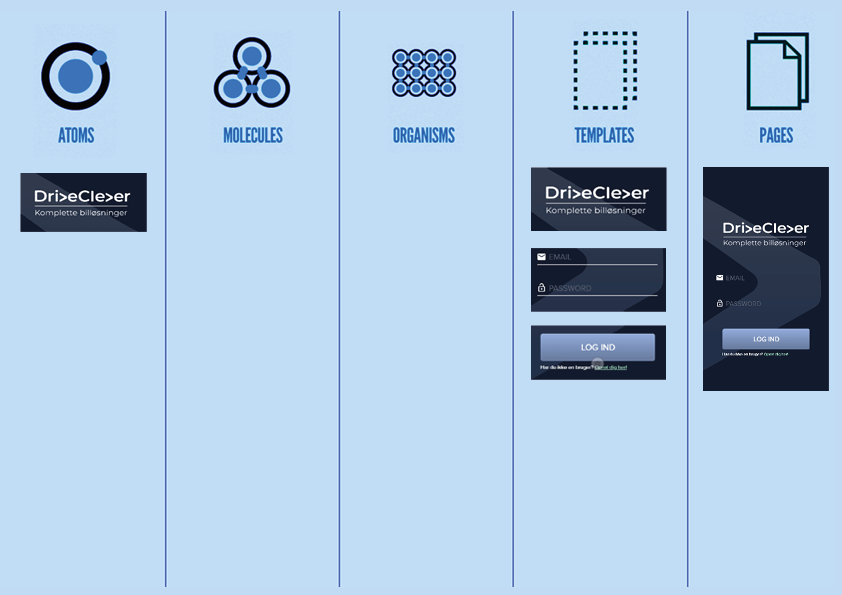 ATOMS
MOLECULES
ORGANISMS
TEMPLATES
PAGES
Dri>eCle>er
Komplette billøsninger
Dri>eCle>er
Komplette billøsninger
EMAIL
PASSWORD
LOG IND
Har du ikke en bruger? Opret dig her!
Dri>eCle>er
Komplette billøsninger
EMAIL
PASSWORD
LOG IND
Har du ikke en bruger? Opret dig her!